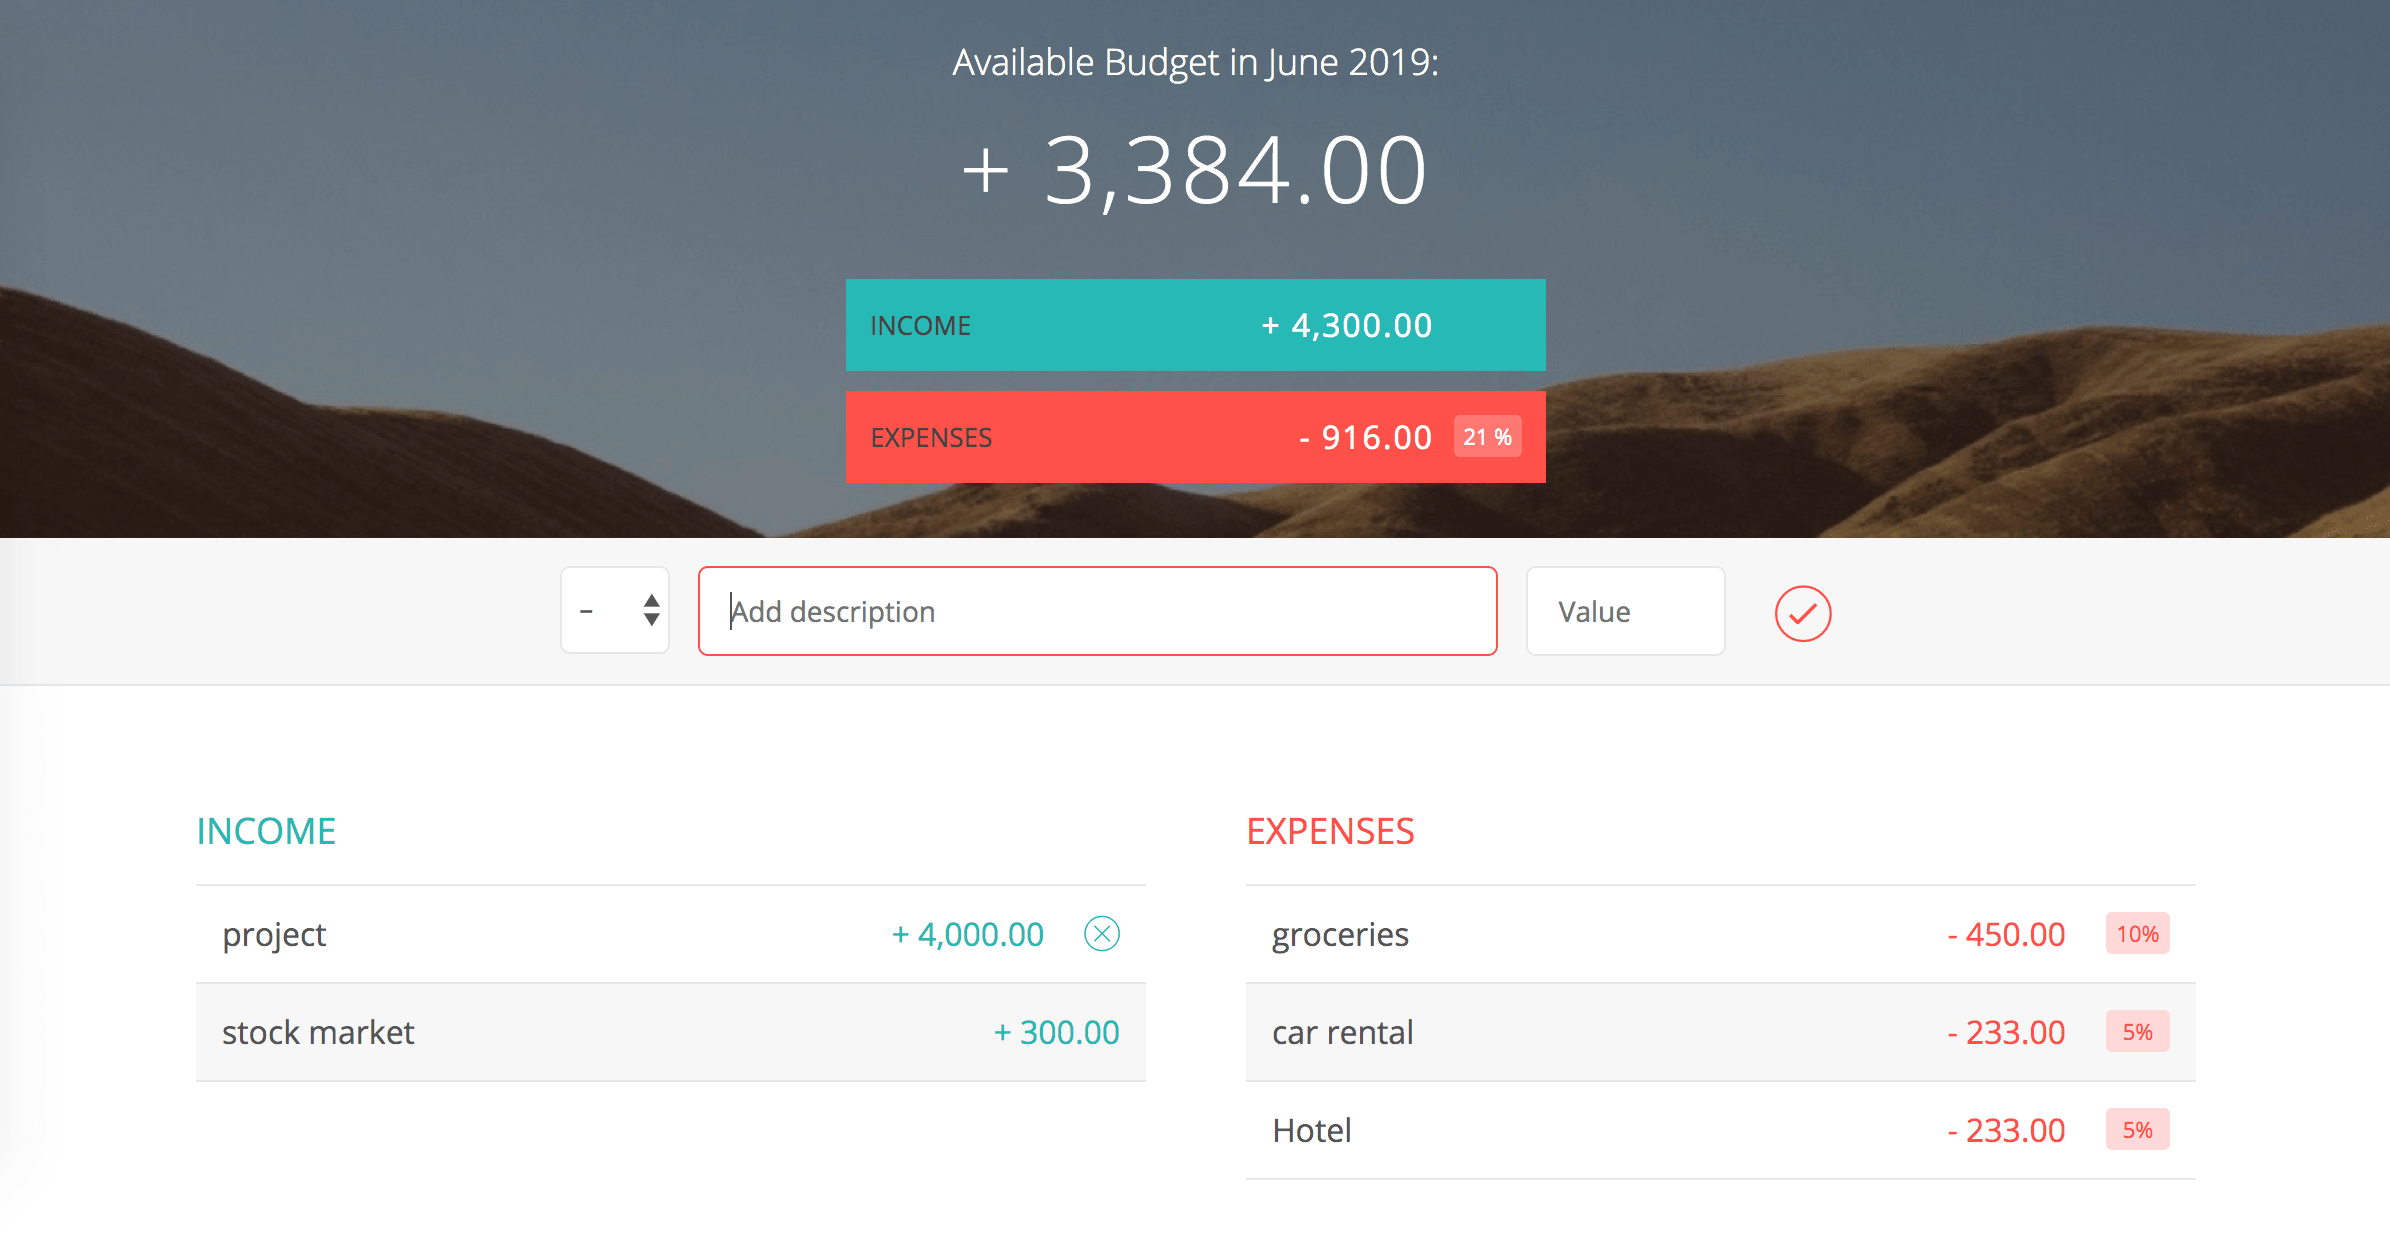 Available Budget in June 2019:
+ 3,384.00
INCOME + 4,300.00
EXPENSES - 916.00 21 %
- Add description Value
INCOME
project + 4,000.00
stock market + 300.00
EXPENSES
groceries - 450.00 10%
car rental - 233.00 5%
Hotel - 233.00 5%